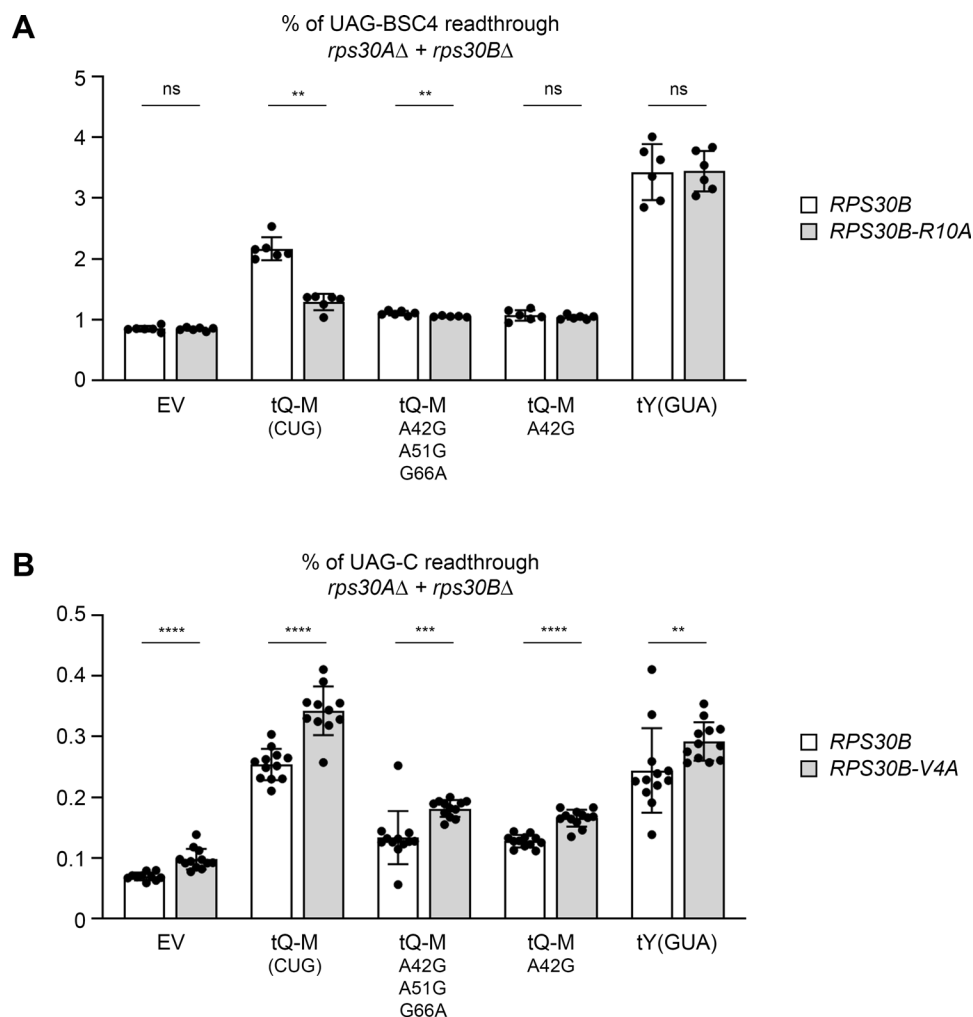 A
% of UAG-BSC4 readthrough
rps30AΔ + rps30BΔ
5
4
3
2
1
0
ns
**
**
ns
ns
RPS30B
RPS30B-R10A
EV
tQ-M
(CUG)
tQ-M
A42G
A51G
G66A
tQ-M
A42G
tY(GUA)
B
% of UAG-C readthrough
rps30AΔ + rps30BΔ
0.5
0.4
0.3
0.2
0.1
0
****
****
***
****
**
RPS30B
RPS30B-V4A
EV
tQ-M
(CUG)
tQ-M
A42G
A51G
G66A
tQ-M
A42G
tY(GUA)